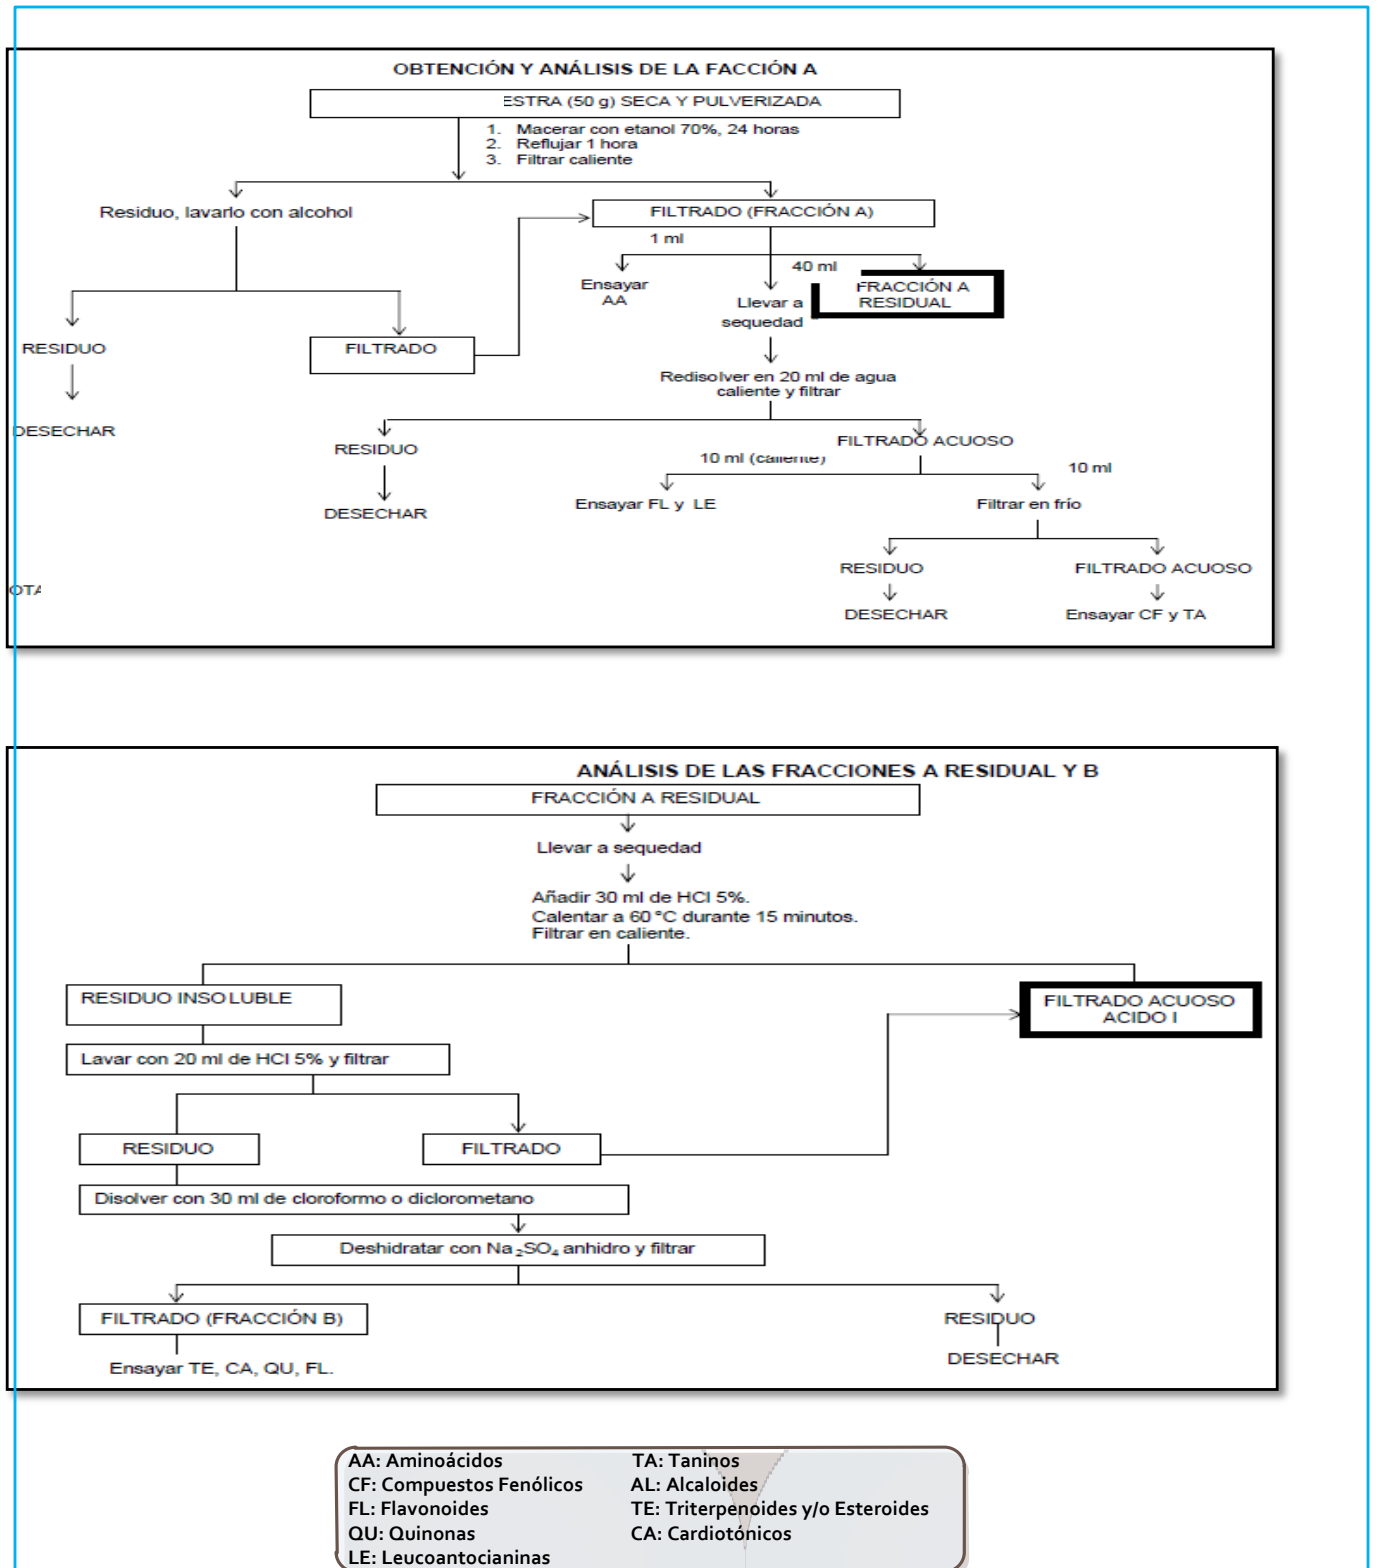 OBTENCIÓN Y ANÁLISIS DE LA FACCIÓN A
ESTRA (50 g) SECA Y PULVERIZADA
1. Macerar con etanol 70%, 24 horas
2. Reflujar 1 hora
3. Filtrar caliente
Residuo, lavarlo con alcohol
FILTRADO (FRACCIÓN A)
1 ml
40 ml
Ensayar
AA
Llevar a
sequedad
FRACCIÓN A
RESIDUAL
RESIDUO
FILTRADO
Redisolver en 20 ml de agua
caliente y filtrar
DESECHAR
RESIDUO
FILTRADO ACUOSO
10 ml (caliente)
10 ml
DESECHAR
Ensayar FL y LE
Filtrar en frío
RESIDUO
FILTRADO ACUOSO
OTA
DESECHAR
Ensayar CF y TA
ANÁLISIS DE LAS FRACCIONES A RESIDUAL Y B
FRACCIÓN A RESIDUAL
Llevar a sequedad
Añadir 30 ml de HCl 5%.
Calentar a 60 °C durante 15 minutos.
Filtrar en caliente.
RESIDUO INSOLUBLE
FILTRADO ACUOSO
ACIDO I
Lavar con 20 ml de HCl 5% y filtrar
RESIDUO
FILTRADO
Disolver con 30 ml de cloroformo o diclorometano
Deshidratar con Na₂SO₄ anhidro y filtrar
FILTRADO (FRACCIÓN B)
RESIDUO
Ensayar TE, CA, QU, FL.
DESECHAR
AA: Aminoácidos
TA: Taninos
CF: Compuestos Fenólicos
AL: Alcaloides
FL: Flavonoides
TE: Triterpenoides y/o Esteroides
QU: Quinonas
CA: Cardiotónicos
LE: Leucoantocianinas